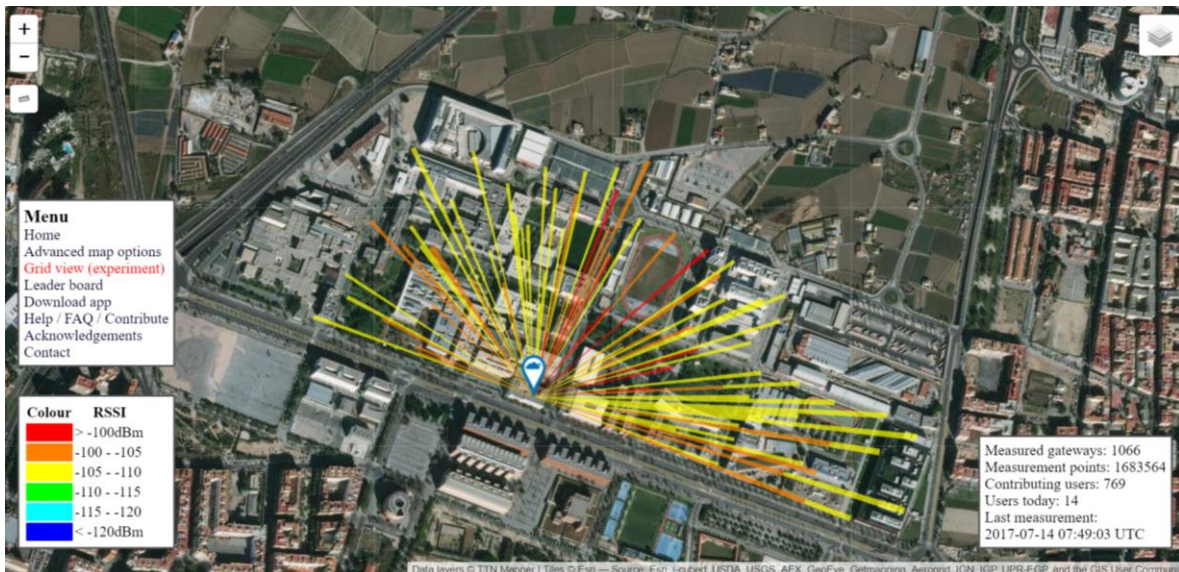 +
−
Menu
Home
Advanced map options
Grid view (experiment)
Leader board
Download app
Help / FAQ / Contribute
Acknowledgements
Contact
Colour RSSI
> -100dBm
-100 - -105
-105 - -110
-110 - -115
-115 - -120
< -120dBm
Measured gateways: 1066
Measurement points: 1683564
Contributing users: 769
Users today: 14
Last measurement:
2017-07-14 07:49:03 UTC
Data layers © TTN Mapper | Tiles © Esri — Source: Esri, i-cubed, USDA, USGS, AEX, GeoEye, Getmapping, Aerogrid, IGN, IGP, UPR-EGP, and the GIS User Commun